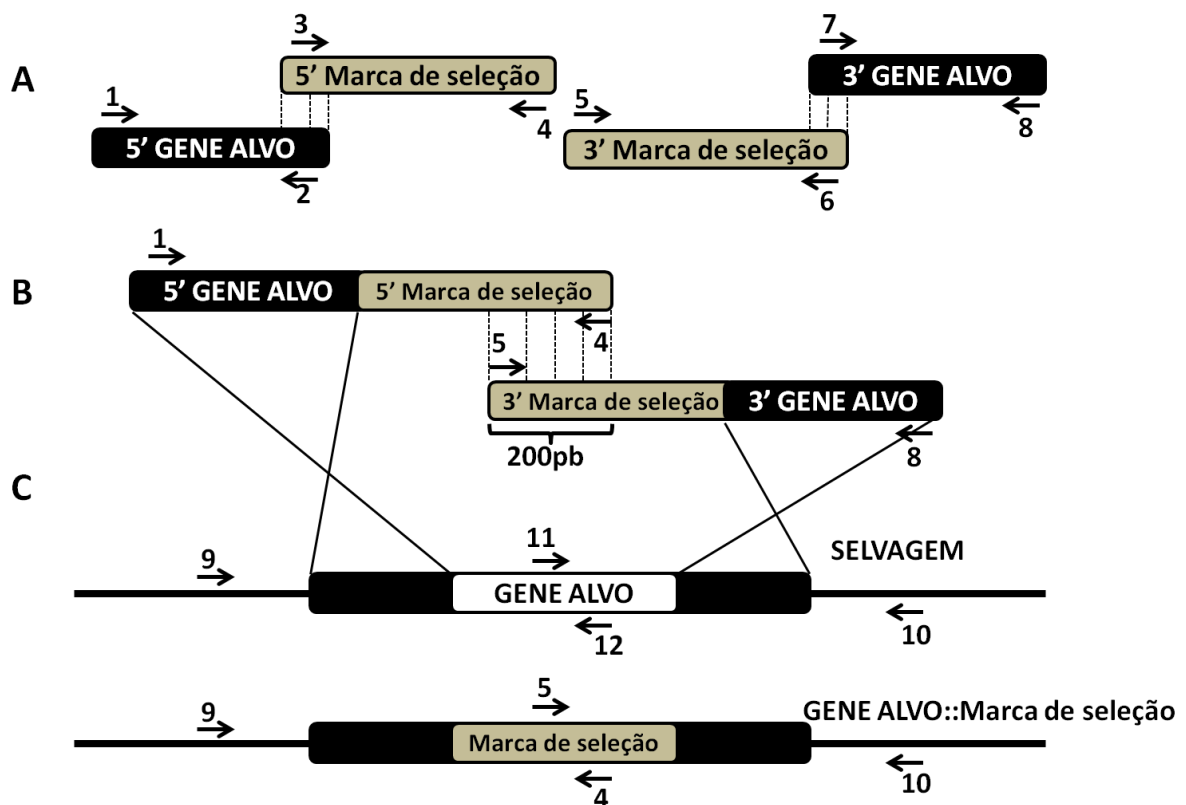 A
1
5' GENE ALVO
2
3
5' Marca de seleção
4
5
3' Marca de seleção
6
7
3' GENE ALVO
8
B
1
5' GENE ALVO
5' Marca de seleção
4
5
3' Marca de seleção
3' GENE ALVO
200pb
8
C
9
11
GENE ALVO
12
SELVAGEM
10
9
5
Marca de seleção
4
GENE ALVO::Marca de seleção
10